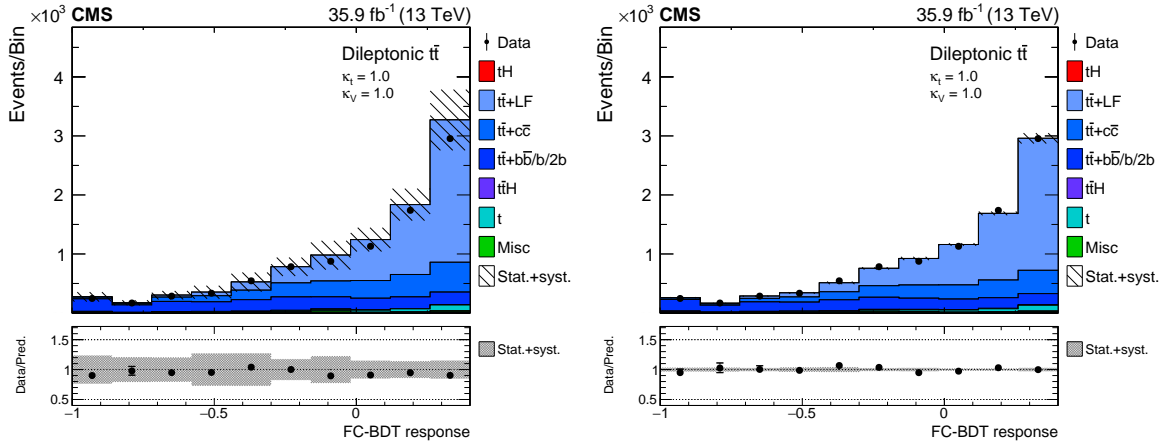 ×10³ CMS 35.9 fb⁻¹ (13 TeV)
Events/Bin
Dileptonic tt̅
κt = 1.0
κV = 1.0
4
3
2
1
Data
tH
tt̅+LF
tt̅+cc̅
tt̅+bb̅/b/2b
tt̅H
t
Misc
Stat.+syst.
Data/Pred.
1.5
1
0.5
Stat.+syst.
−1 −0.5 0
FC-BDT response
×10³ CMS 35.9 fb⁻¹ (13 TeV)
Events/Bin
Dileptonic tt̅
κt = 1.0
κV = 1.0
4
3
2
1
Data
tH
tt̅+LF
tt̅+cc̅
tt̅+bb̅/b/2b
tt̅H
t
Misc
Stat.+syst.
Data/Pred.
1.5
1
0.5
Stat.+syst.
−1 −0.5 0
FC-BDT response